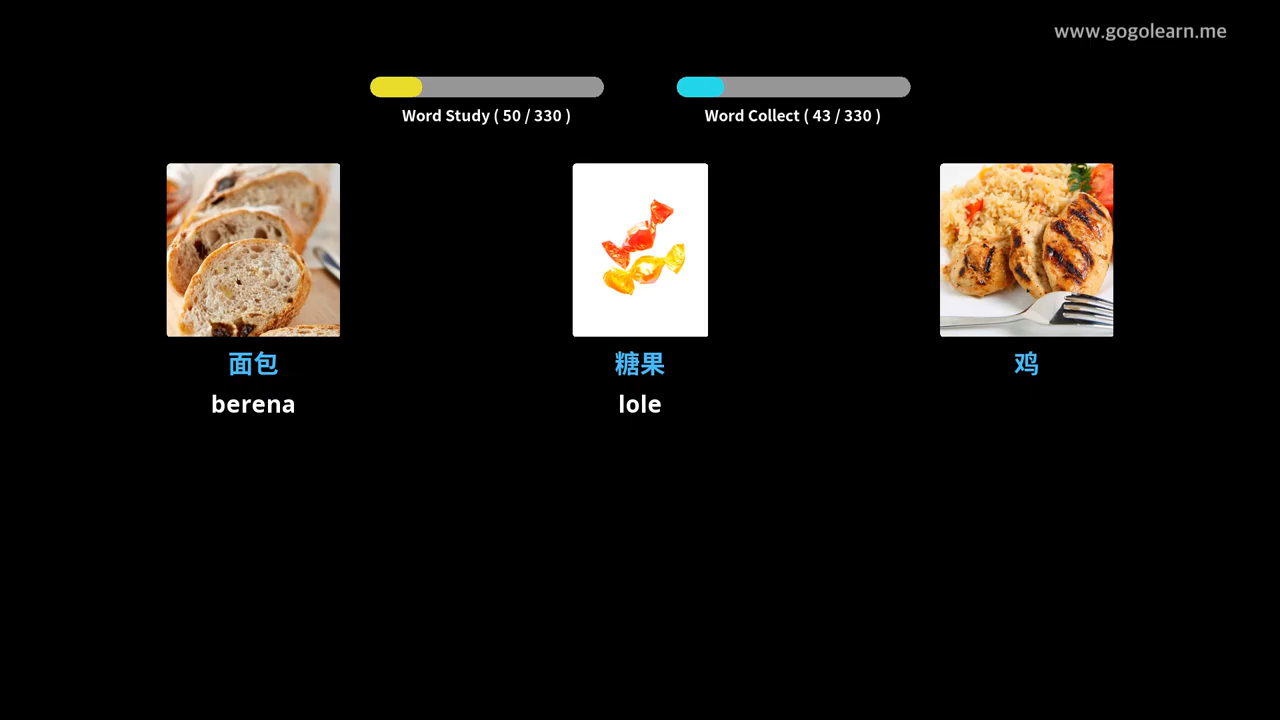 www.gogolearn.me
Word Study ( 50 / 330 )
Word Collect ( 43 / 330 )
面包
berena
糖果
lole
鸡